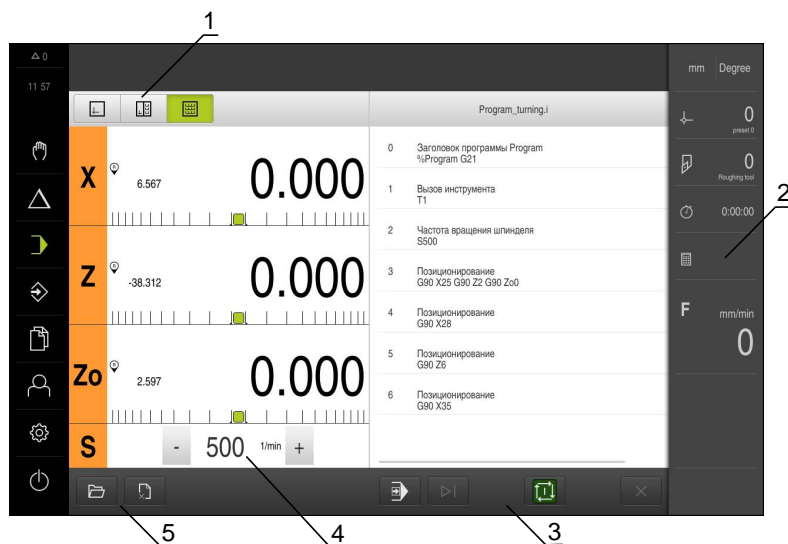 1
△ 0
11 57
mm Degree
Program_turning.i
0
preset 0
0
Roughing tool
0:00:00
2
F mm/min
0
X R 6.567 0.000
Z R -38.312 0.000
Zo R 2.597 0.000
S - 500 1/min +
0 Заголовок программы Program
%Program G21
1 Вызов инструмента
T1
2 Частота вращения шпинделя
S500
3 Позиционирование
G90 X25 G90 Z2 G90 Zo0
4 Позиционирование
G90 X28
5 Позиционирование
G90 Z6
6 Позиционирование
G90 X35
5
4
3